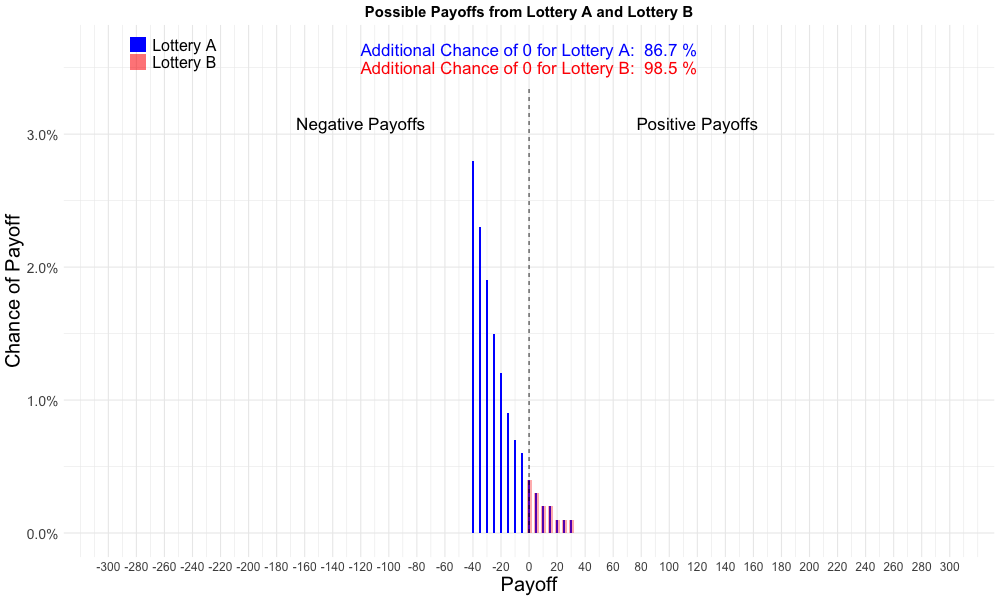 Possible Payoffs from Lottery A and Lottery B
Lottery A
Lottery B
Additional Chance of 0 for Lottery A:  86.7 %
Additional Chance of 0 for Lottery B:  98.5 %
Negative Payoffs
Positive Payoffs
Chance of Payoff
3.0%
2.0%
1.0%
0.0%
-300 -280 -260 -240 -220 -200 -180 -160 -140 -120 -100 -80 -60 -40 -20 0 20 40 60 80 100 120 140 160 180 200 220 240 260 280 300
Payoff